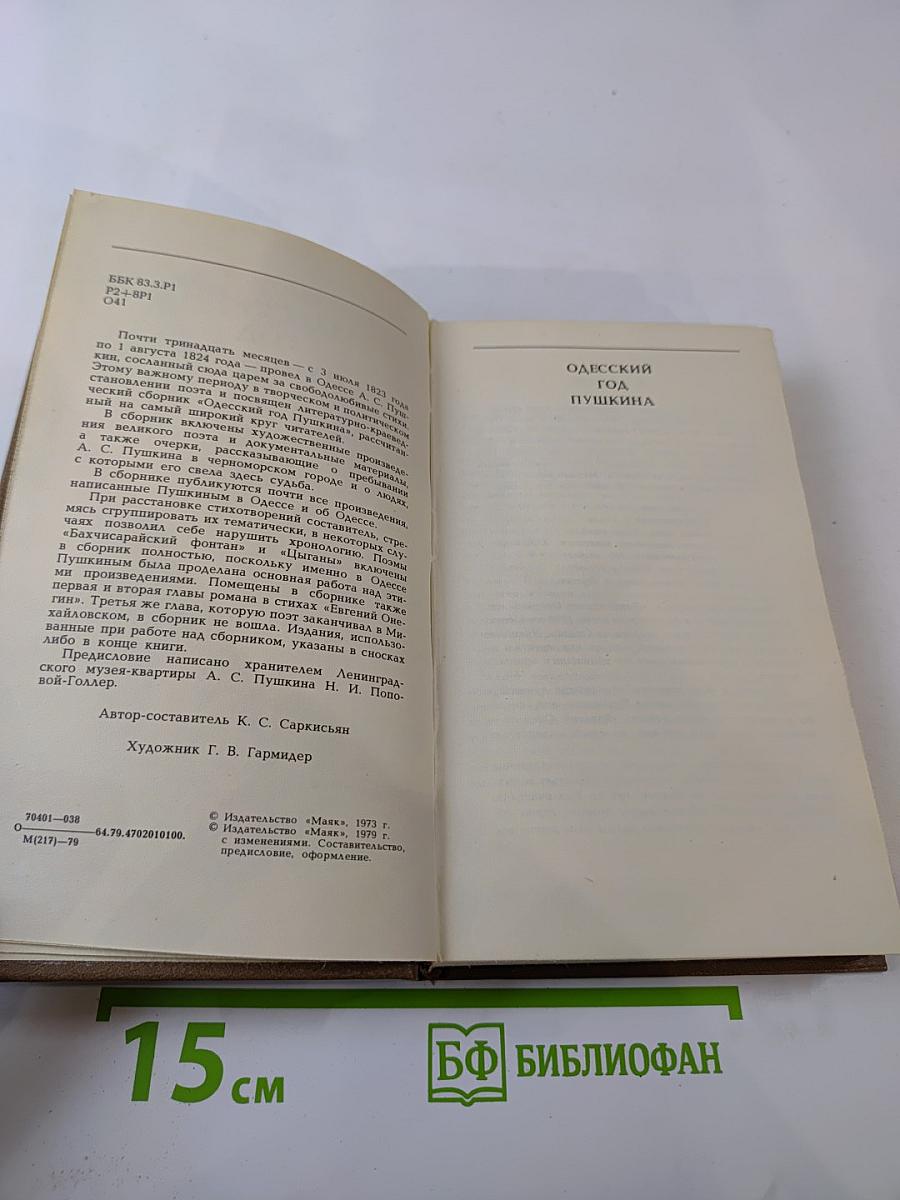 ББК 83.3.Р1
Р2+8Р1
О41
Почти тринадцать месяцев — с 3 июля 1823 года
по 1 августа 1824 года — провел в Одессе А. С. Пуш-
кин, сосланный сюда царем за свободолюбивые стихи.
Этому важному периоду в творческом и политическом
становлении поэта и посвящен литературно-краевед-
ческий сборник «Одесский год Пушкина», рассчитан-
ный на самый широкий круг читателей.
В сборник включены художественные произведе-
ния великого поэта и документальные материалы,
а также очерки, рассказывающие о пребывании
А. С. Пушкина в черноморском городе и о людях,
с которыми его свела здесь судьба.
В сборнике публикуются почти все произведения,
написанные Пушкиным в Одессе и об Одессе.
При расстановке стихотворений составитель, стре-
мясь сгруппировать их тематически, в некоторых слу-
чаях позволил себе нарушить хронологию. Поэмы
«Бахчисарайский фонтан» и «Цыганы» включены
в сборник полностью, поскольку именно в Одессе
Пушкиным была проделана основная работа над эти-
ми произведениями. Помещены в сборнике также
первая и вторая главы романа в стихах «Евгений Оне-
гин». Третья же глава, которую поэт заканчивал в Ми-
хайловском, в сборник не вошла. Издания, использо-
ванные при работе над сборником, указаны в сносках
либо в конце книги.
Предисловие написано хранителем Ленинград-
ского музея-квартиры А. С. Пушкина Н. И. Попо-
вой-Голлер.
Автор-составитель К. С. Саркисьян
Художник Г. В. Гармидер
70401—038
О———64.79.4702010100.
М(217)—79
© Издательство «Маяк», 1973 г.
© Издательство «Маяк», 1979 г.
с изменениями. Составительство,
предисловие, оформление.
ОДЕССКИЙ
ГОД
ПУШКИНА
15 см
БФ БИБЛИОФАН